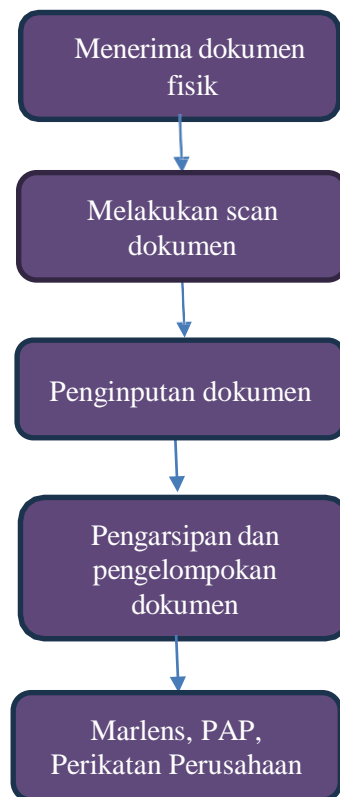 Menerima dokumen
fisik
Melakukan scan
dokumen
Penginputan dokumen
Pengarsipan dan
pengelompokan
dokumen
Marlens, PAP,
Perikatan Perusahaan